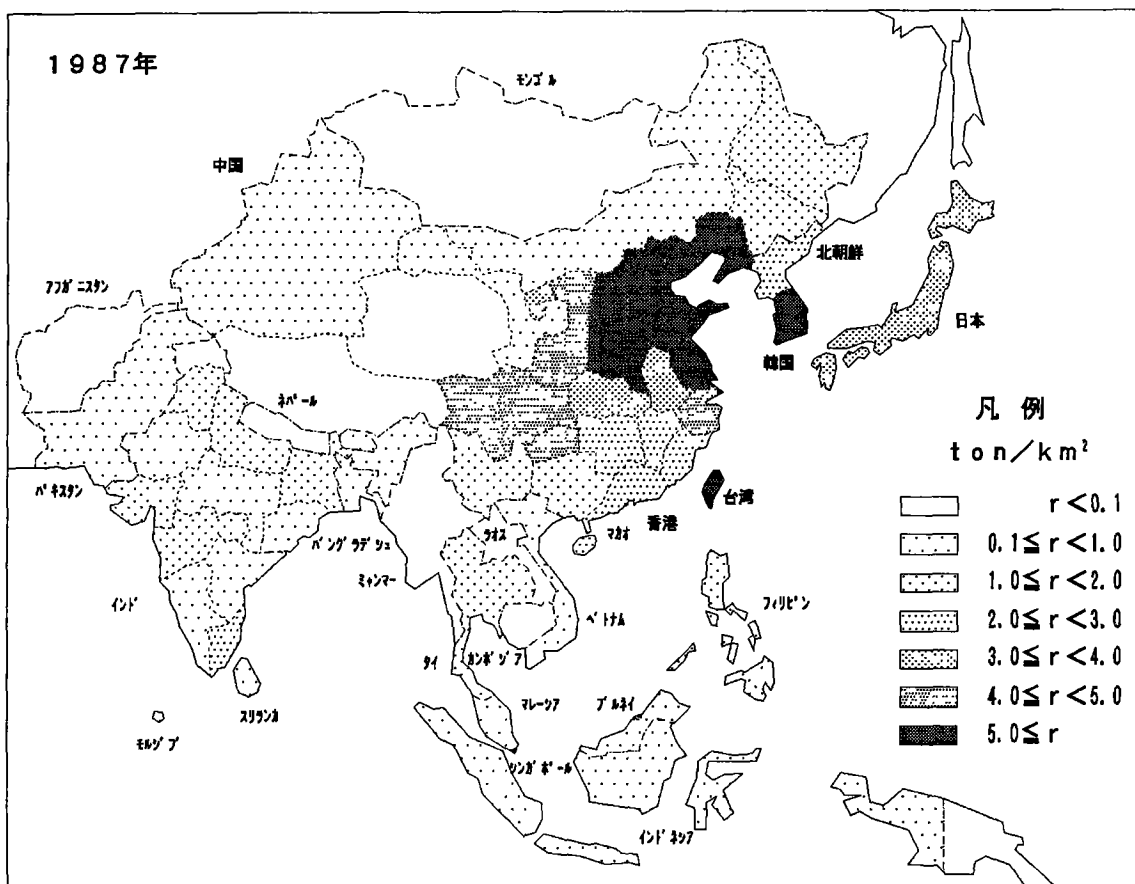 1987年
モンゴル
中国
アフガニスタン
北朝鮮
日本
韓国
ネパール
パキスタン
台湾
香港
マカオ
ラオス
バングラデシュ
ミャンマー
インド
フィリピン
ベトナム
タイ
カンボジア
スリランカ
モルジブ
マレーシア
ブルネイ
シンガポール
インドネシア
凡例
ton/km²
r<0.1
0.1≦r<1.0
1.0≦r<2.0
2.0≦r<3.0
3.0≦r<4.0
4.0≦r<5.0
5.0≦r